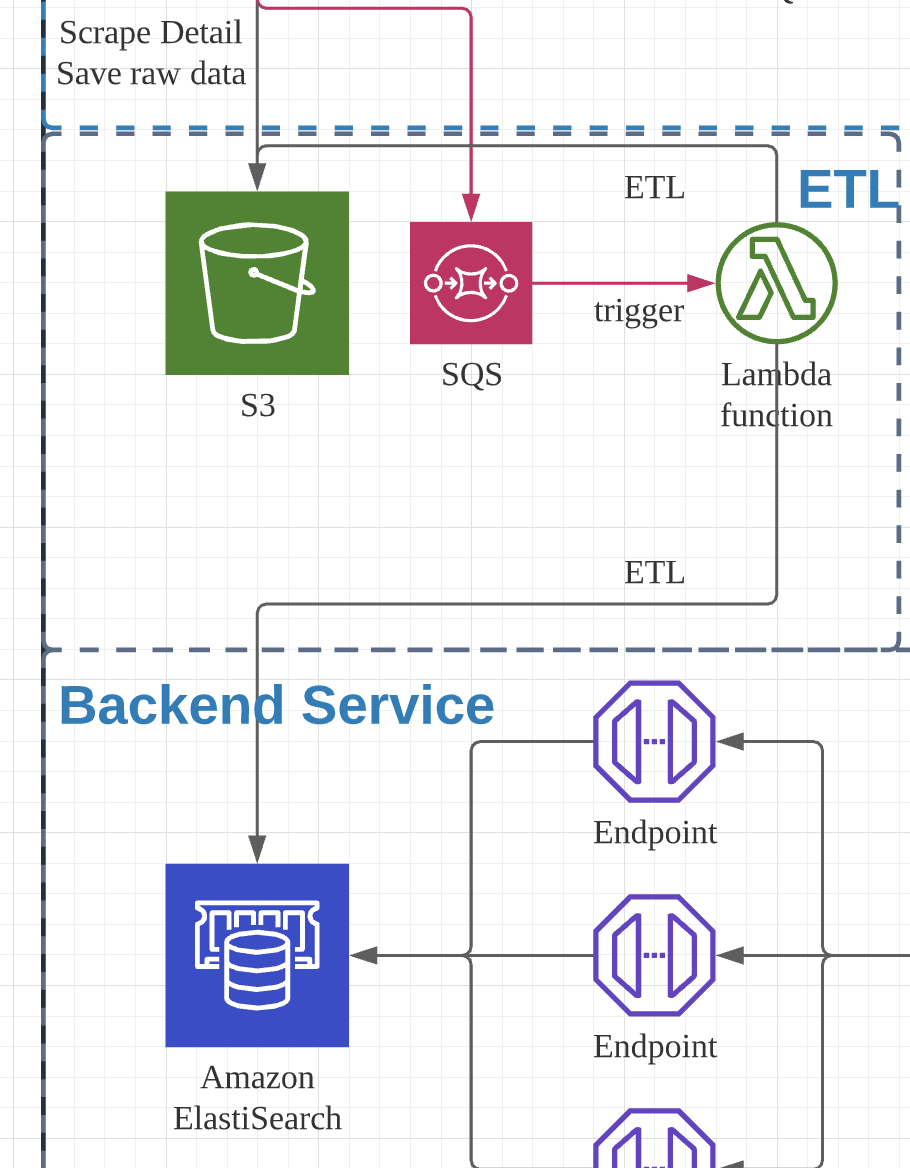 Scrape Detail
Save raw data
ETL
ETL
trigger
SQS
Lambda
function
S3
ETL
Backend Service
Endpoint
Endpoint
Amazon
ElastiSearch